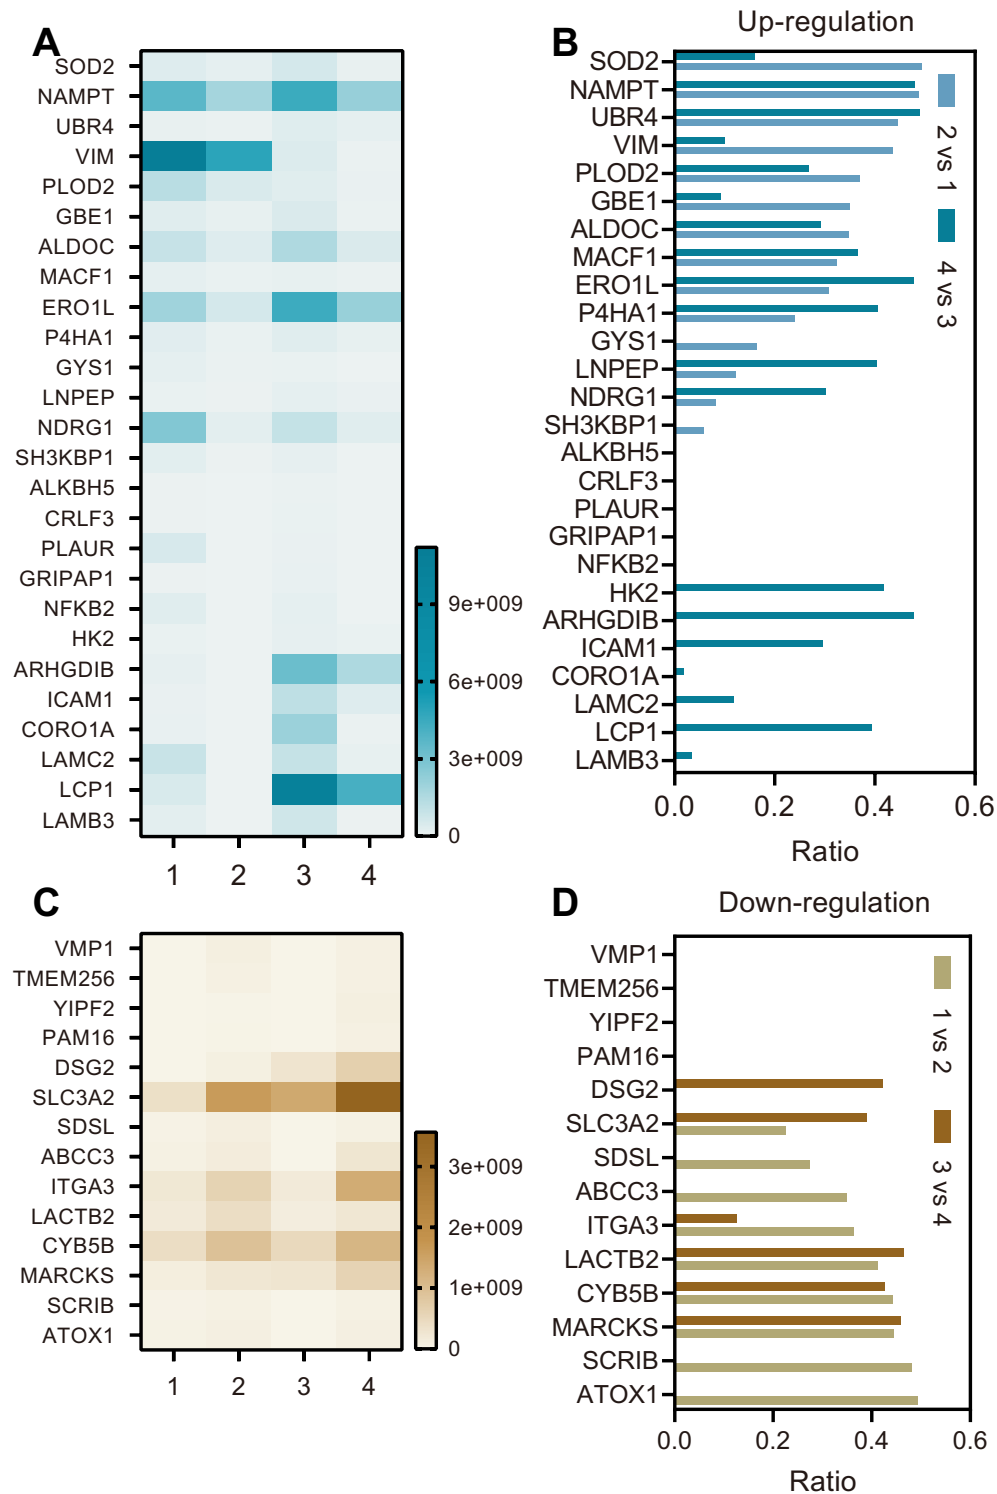 A
SOD2
NAMPT
UBR4
VIM
PLOD2
GBE1
ALDOC
MACF1
ERO1L
P4HA1
GYS1
LNPEP
NDRG1
SH3KBP1
ALKBH5
CRLF3
PLAUR
GRIPAP1
NFKB2
HK2
ARHGDIB
ICAM1
CORO1A
LAMC2
LCP1
LAMB3
1 2 3 4
9e+009
6e+009
3e+009
0
B
Up-regulation
SOD2
NAMPT
UBR4
VIM
PLOD2
GBE1
ALDOC
MACF1
ERO1L
P4HA1
GYS1
LNPEP
NDRG1
SH3KBP1
ALKBH5
CRLF3
PLAUR
GRIPAP1
NFKB2
HK2
ARHGDIB
ICAM1
CORO1A
LAMC2
LCP1
LAMB3
2 vs 1
4 vs 3
0.0 0.2 0.4 0.6
Ratio
C
VMP1
TMEM256
YIPF2
PAM16
DSG2
SLC3A2
SDSL
ABCC3
ITGA3
LACTB2
CYB5B
MARCKS
SCRIB
ATOX1
1 2 3 4
3e+009
2e+009
1e+009
0
D
Down-regulation
VMP1
TMEM256
YIPF2
PAM16
DSG2
SLC3A2
SDSL
ABCC3
ITGA3
LACTB2
CYB5B
MARCKS
SCRIB
ATOX1
1 vs 2
3 vs 4
0.0 0.2 0.4 0.6
Ratio